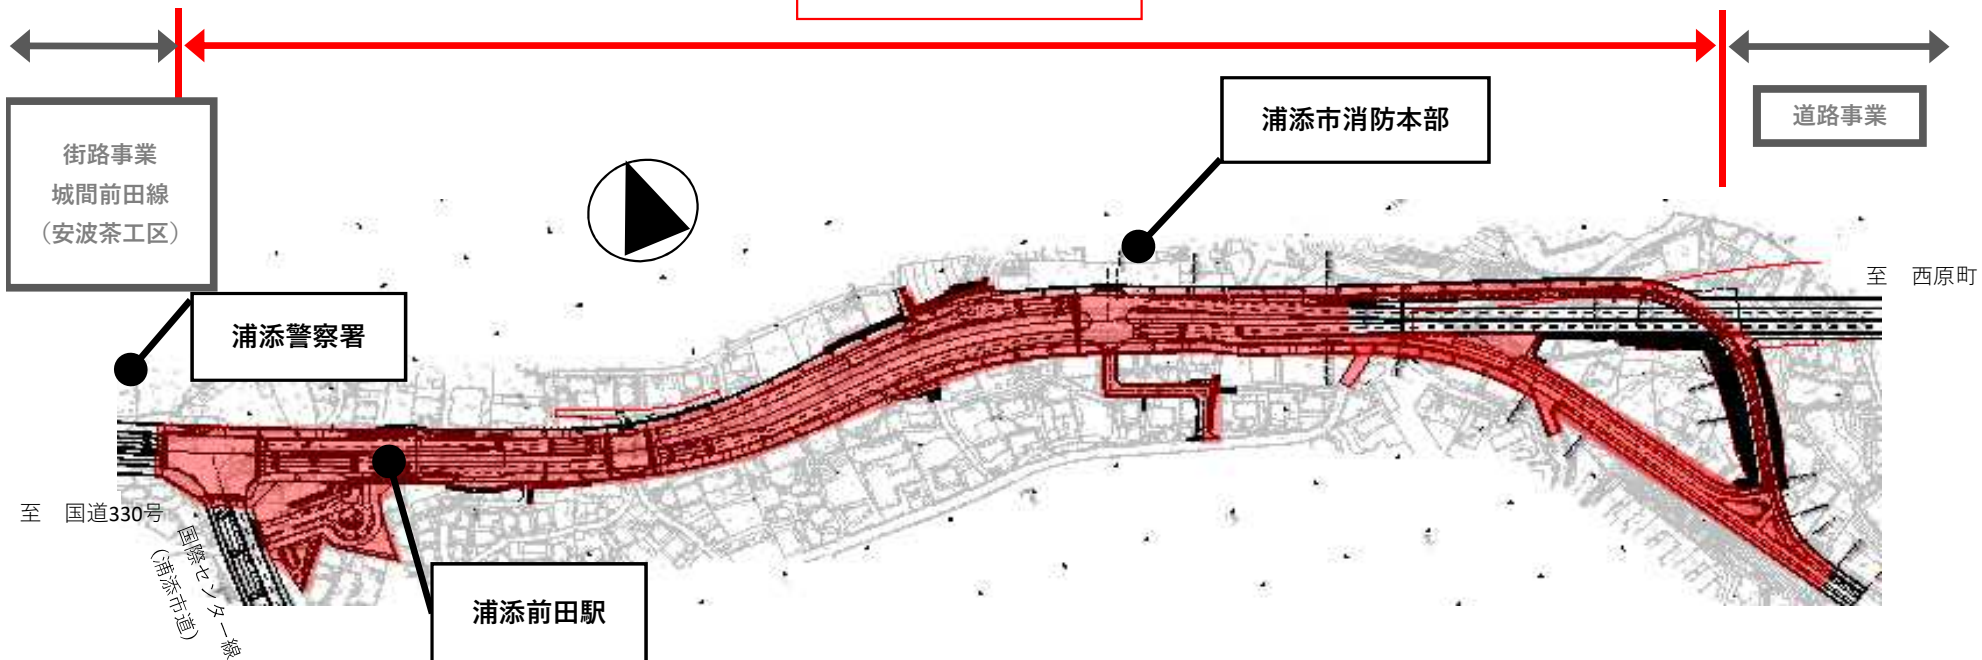 道路事業
浦添市消防本部
街路事業
城間前田線
（安波茶工区）
至　西原町
浦添警察署
至　国道330号
国際センター線
(浦添市道)
浦添前田駅